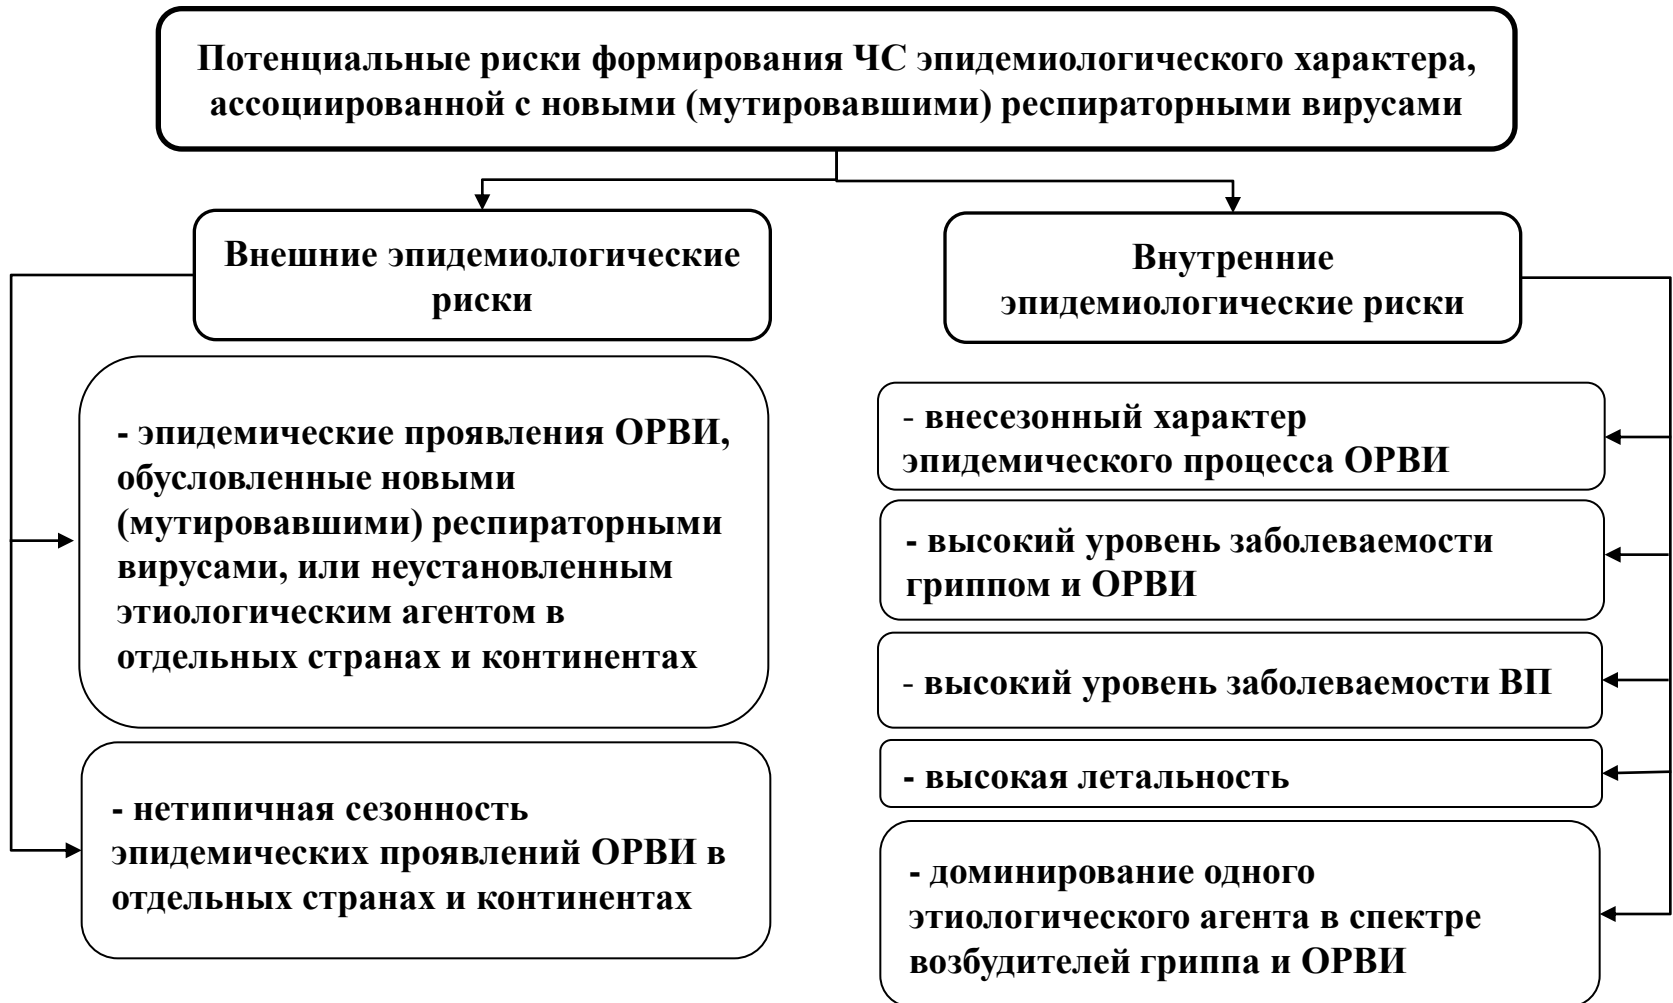 Потенциальные риски формирования ЧС эпидемиологического характера,
ассоциированной с новыми (мутировавшими) респираторными вирусами
Внешние эпидемиологические
риски
- эпидемические проявления ОРВИ,
обусловленные новыми
(мутировавшими) респираторными
вирусами, или неустановленным
этиологическим агентом в
отдельных странах и континентах
- нетипичная сезонность
эпидемических проявлений ОРВИ в
отдельных странах и континентах
Внутренние
эпидемиологические риски
- внесезонный характер
эпидемического процесса ОРВИ
- высокий уровень заболеваемости
гриппом и ОРВИ
- высокий уровень заболеваемости ВП
- высокая летальность
- доминирование одного
этиологического агента в спектре
возбудителей гриппа и ОРВИ